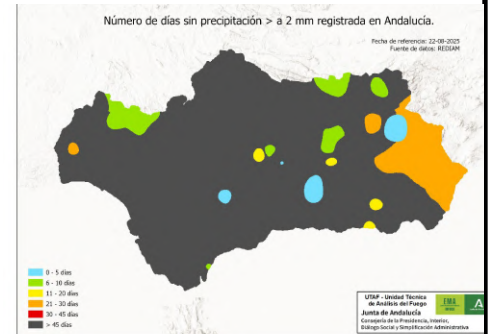 Número de días sin precipitación > a 2 mm registrada en Andalucía.
Fecha de referencia: 22-08-2025
Fuente de datos: REDIAM
0 - 5 días
6 - 10 días
11 - 20 días
21 - 30 días
30 - 45 días
> 45 días
UTAF - Unidad Técnica
de Análisis del Fuego
Junta de Andalucía
Consejería de la Presidencia, Interior,
Diálogo Social y Simplificación Administrativa
A